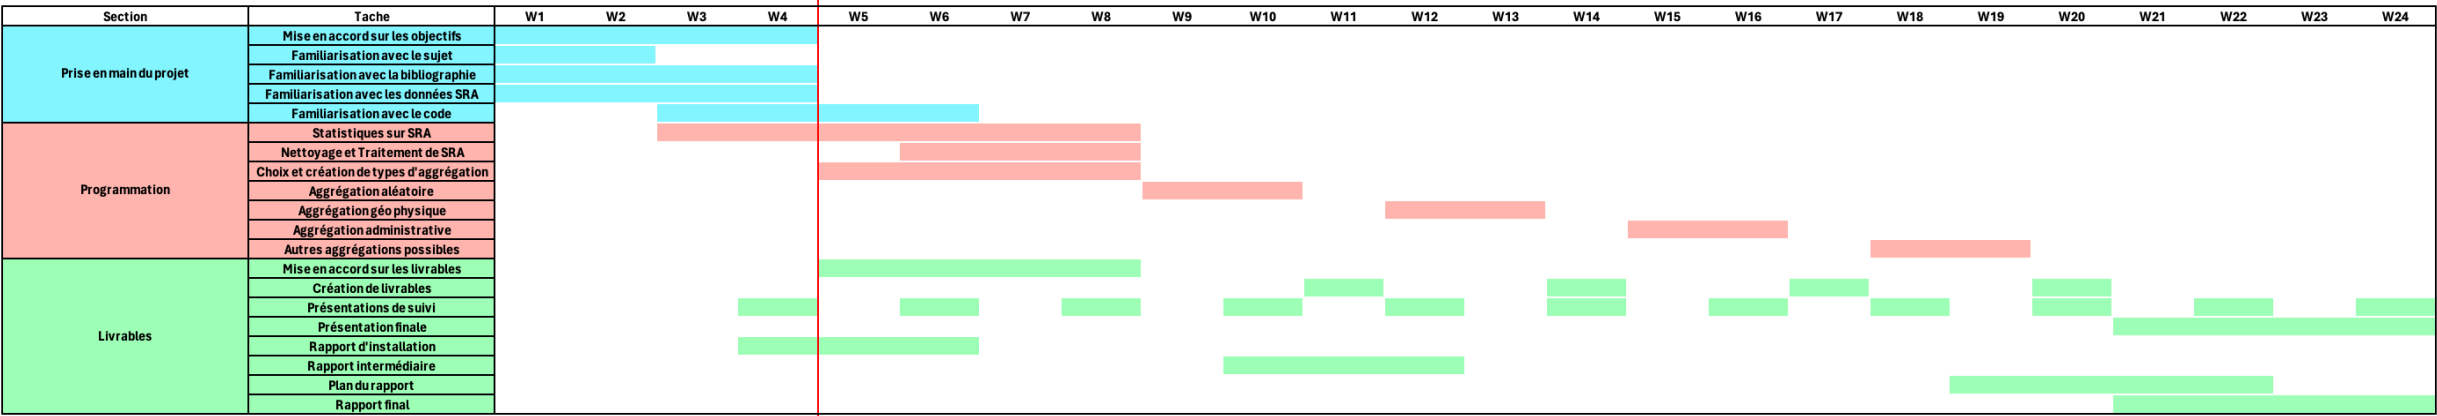 Section Tache W1 W2 W3 W4 W5 W6 W7 W8 W9 W10 W11 W12 W13 W14 W15 W16 W17 W18 W19 W20 W21 W22 W23 W24
Prise en main du projet
Mise en accord sur les objectifs
Familiarisation avec le sujet
Familiarisation avec la bibliographie
Familiarisation avec les données SRA
Familiarisation avec le code
Programmation
Statistiques sur SRA
Nettoyage et Traitement de SRA
Choix et création de types d'aggrégation
Aggrégation aléatoire
Aggrégation géo physique
Aggrégation administrative
Autres aggrégations possibles
Livrables
Mise en accord sur les livrables
Création de livrables
Présentations de suivi
Présentation finale
Rapport d'installation
Rapport intermédiaire
Plan du rapport
Rapport final